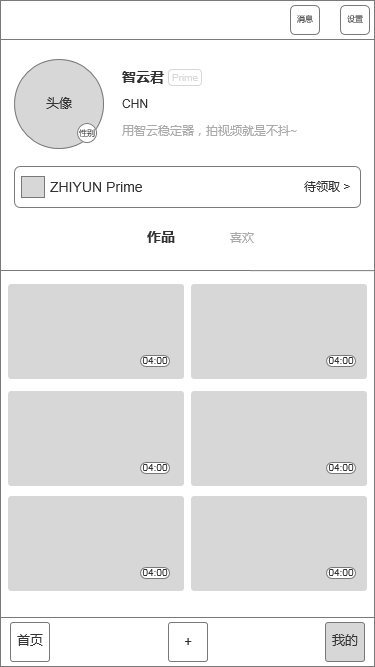 消息 设置
头像
性别
智云君 Prime
CHN
用智云稳定器，拍视频就是不抖~
ZHIYUN Prime 待领取 >
作品 喜欢
04:00 04:00
04:00 04:00
04:00 04:00
首页 + 我的